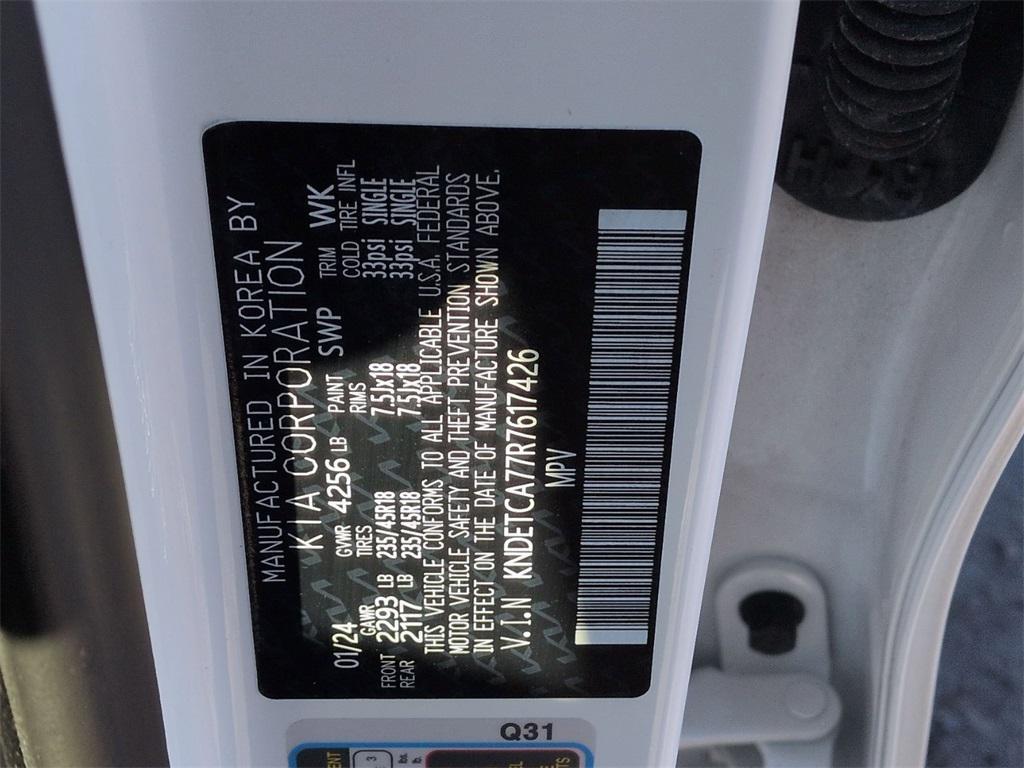 MANUFACTURED IN KOREA BY
KIA CORPORATION
01/24 GVWR 4256 LB PAINT SWP TRIM WK
GAWR TIRES RIMS COLD TIRE INFL
FRONT 2293 LB 235/45R18 7.5Jx18 33psi SINGLE
REAR 2117 LB 235/45R18 7.5Jx18 33psi SINGLE
THIS VEHICLE CONFORMS TO ALL APPLICABLE U.S.A. FEDERAL
MOTOR VEHICLE SAFETY AND THEFT PREVENTION STANDARDS
IN EFFECT ON THE DATE OF MANUFACTURE SHOWN ABOVE.
V.I.N KNDETCA77R7617426
MPV
Q31